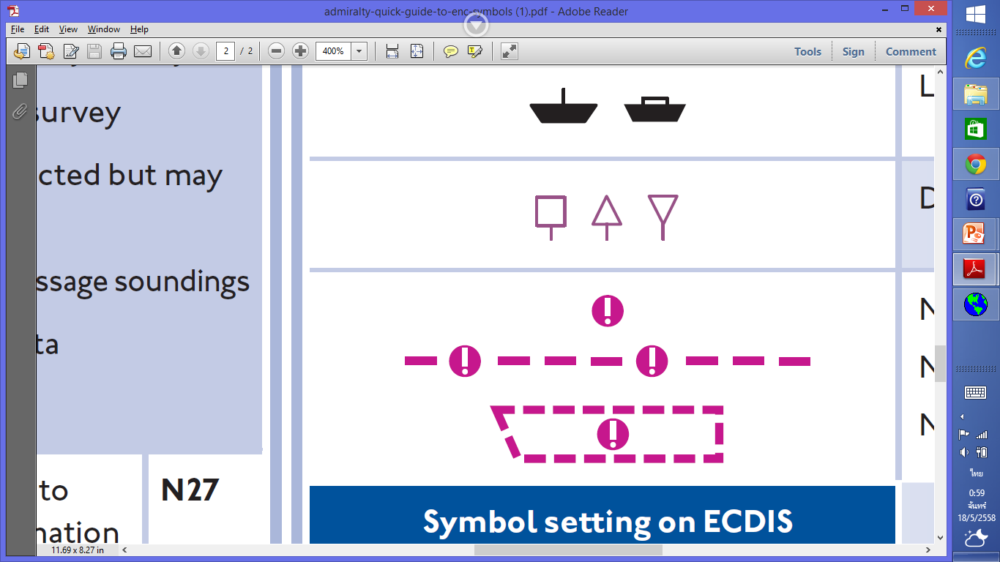 admiralty-quick-guide-to-enc-symbols (1).pdf - Adobe Reader
File Edit View Window Help
2 / 2 400% Tools Sign Comment
survey
cted but may
ssage soundings
ta
to
N27
mation
L
D
N
N
N
Symbol setting on ECDIS
11.69 x 8.27 in
ไทย
0:59
จันทร์
18/5/2558